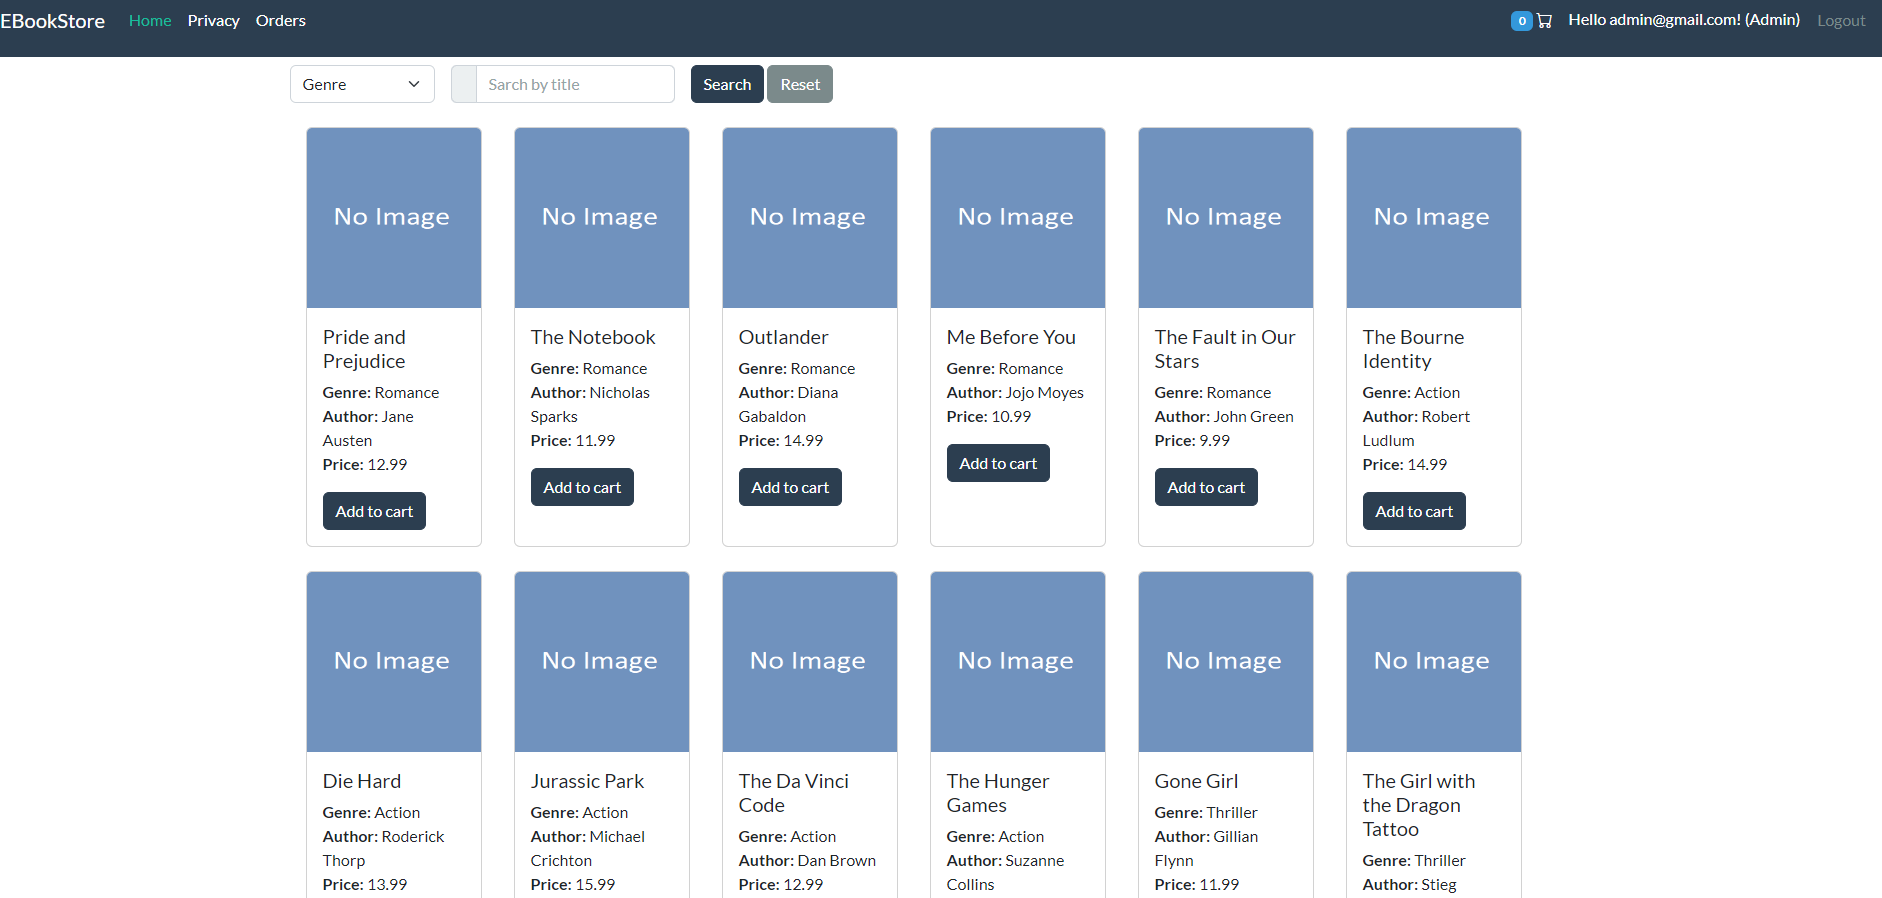 EBookStore Home Privacy Orders 0 Hello admin@gmail.com! (Admin) Logout
Genre Sarch by title Search Reset
No Image No Image No Image No Image No Image No Image
Pride and
Prejudice
Genre: Romance
Author: Jane
Austen
Price: 12.99
Add to cart
The Notebook
Genre: Romance
Author: Nicholas
Sparks
Price: 11.99
Add to cart
Outlander
Genre: Romance
Author: Diana
Gabaldon
Price: 14.99
Add to cart
Me Before You
Genre: Romance
Author: Jojo Moyes
Price: 10.99
Add to cart
The Fault in Our
Stars
Genre: Romance
Author: John Green
Price: 9.99
Add to cart
The Bourne
Identity
Genre: Action
Author: Robert
Ludlum
Price: 14.99
Add to cart
No Image No Image No Image No Image No Image No Image
Die Hard
Genre: Action
Author: Roderick
Thorp
Price: 13.99
Jurassic Park
Genre: Action
Author: Michael
Crichton
Price: 15.99
The Da Vinci
Code
Genre: Action
Author: Dan Brown
Price: 12.99
The Hunger
Games
Genre: Action
Author: Suzanne
Collins
Gone Girl
Genre: Thriller
Author: Gillian
Flynn
Price: 11.99
The Girl with
the Dragon
Tattoo
Genre: Thriller
Author: Stieg